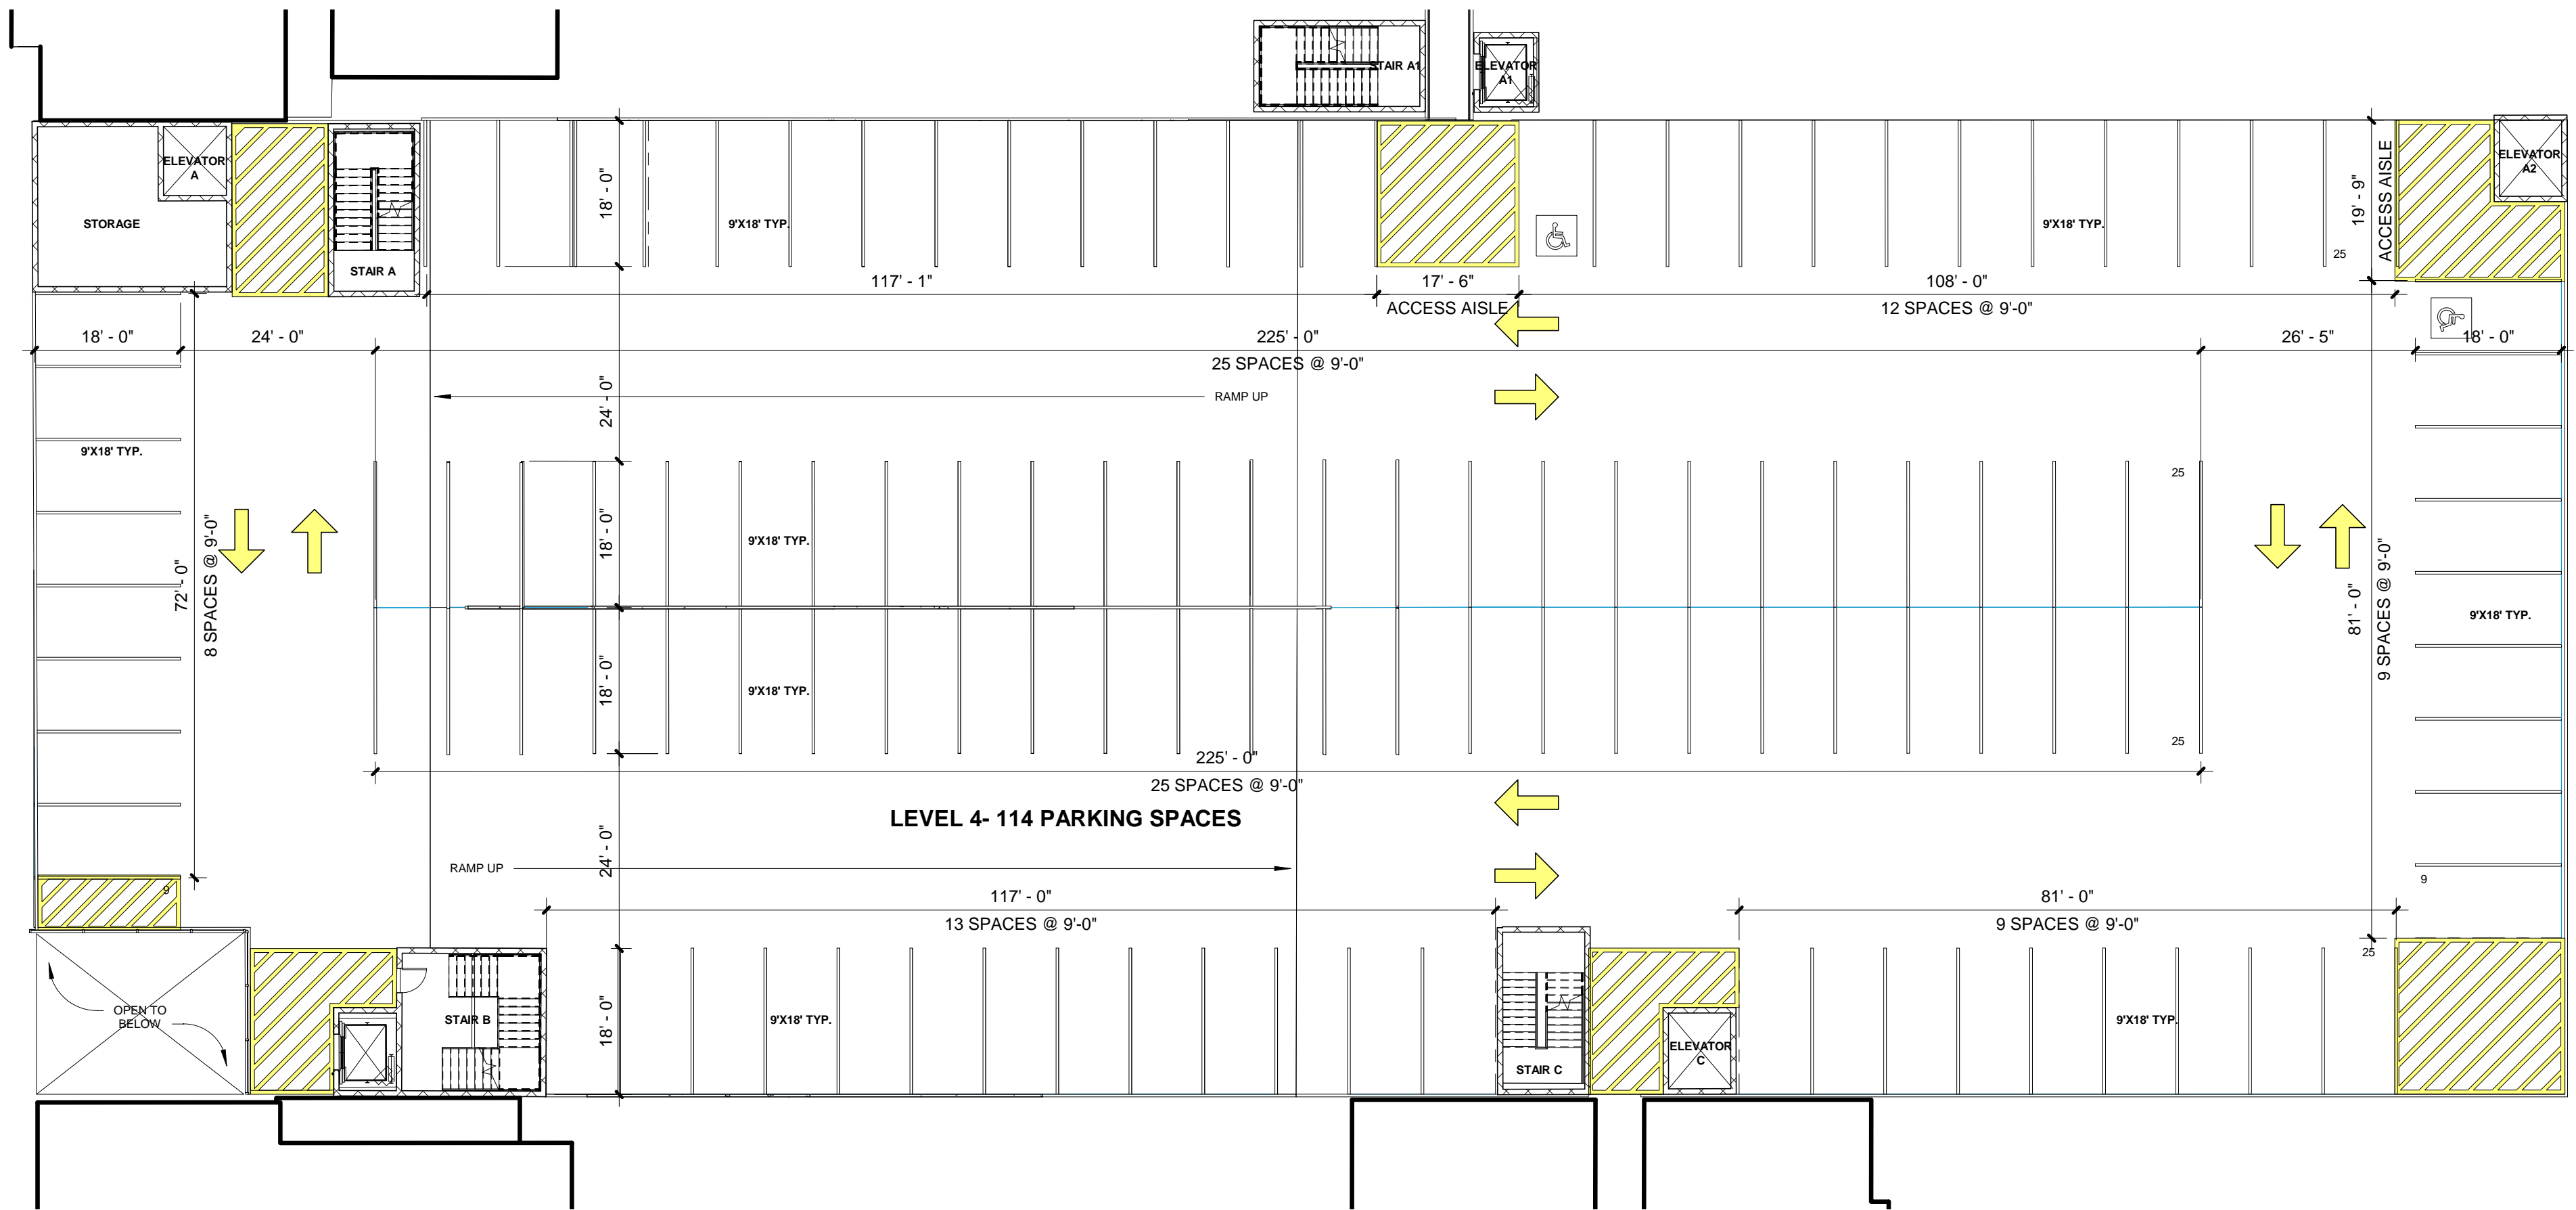 STAIR A1
ELEVATOR
A1
ELEVATOR
A
STORAGE
STAIR A
18' - 0"
9'X18' TYP.
9'X18' TYP.
25
19' - 9"
ACCESS AISLE
ELEVATOR
A2
117' - 1"
17' - 6"
ACCESS AISLE
108' - 0"
12 SPACES @ 9'-0"
18' - 0"
24' - 0"
225' - 0"
25 SPACES @ 9'-0"
26' - 5"
18' - 0"
24' - 0"
RAMP UP
9'X18' TYP.
25
72' - 0"
8 SPACES @ 9'-0"
18' - 0"
9'X18' TYP.
81' - 0"
9 SPACES @ 9'-0"
9'X18' TYP.
18' - 0"
9'X18' TYP.
25
225' - 0"
25 SPACES @ 9'-0"
LEVEL 4- 114 PARKING SPACES
24' - 0"
RAMP UP
9
9
117' - 0"
13 SPACES @ 9'-0"
81' - 0"
9 SPACES @ 9'-0"
25
OPEN TO
BELOW
STAIR B
18' - 0"
9'X18' TYP.
STAIR C
ELEVATOR
C
9'X18' TYP.